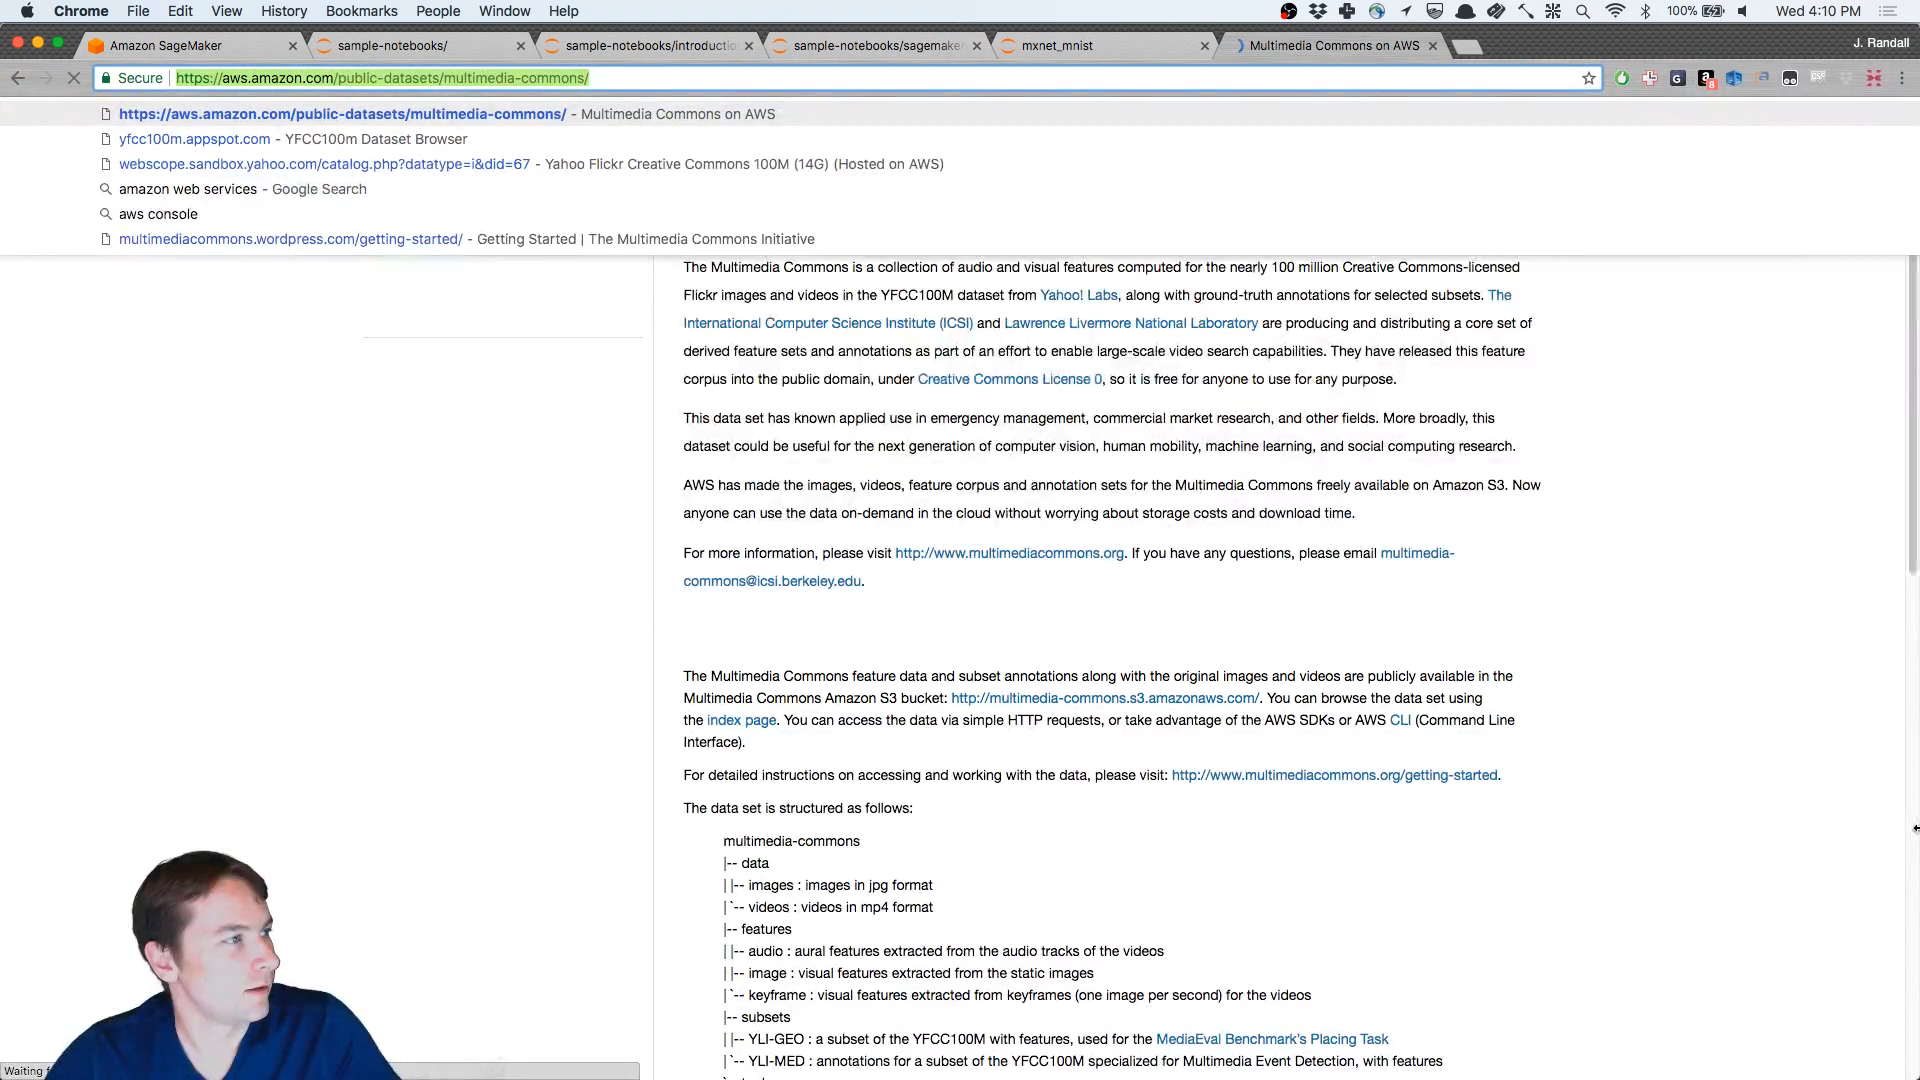 Chrome File Edit View History Bookmarks People Window Help 100% Wed 4:10 PM
Amazon SageMaker sample-notebooks/ sample-notebooks/introductio sample-notebooks/sagemaker mxnet_mnist Multimedia Commons on AWS J. Randall
Secure https://aws.amazon.com/public-datasets/multimedia-commons/
https://aws.amazon.com/public-datasets/multimedia-commons/ - Multimedia Commons on AWS
yfcc100m.appspot.com - YFCC100m Dataset Browser
webscope.sandbox.yahoo.com/catalog.php?datatype=i&did=67 - Yahoo Flickr Creative Commons 100M (14G) (Hosted on AWS)
amazon web services - Google Search
aws console
multimediacommons.wordpress.com/getting-started/ - Getting Started | The Multimedia Commons Initiative
The Multimedia Commons is a collection of audio and visual features computed for the nearly 100 million Creative Commons-licensed
Flickr images and videos in the YFCC100M dataset from Yahoo! Labs, along with ground-truth annotations for selected subsets. The
International Computer Science Institute (ICSI) and Lawrence Livermore National Laboratory are producing and distributing a core set of
derived feature sets and annotations as part of an effort to enable large-scale video search capabilities. They have released this feature
corpus into the public domain, under Creative Commons License 0, so it is free for anyone to use for any purpose.
This data set has known applied use in emergency management, commercial market research, and other fields. More broadly, this
dataset could be useful for the next generation of computer vision, human mobility, machine learning, and social computing research.
AWS has made the images, videos, feature corpus and annotation sets for the Multimedia Commons freely available on Amazon S3. Now
anyone can use the data on-demand in the cloud without worrying about storage costs and download time.
For more information, please visit http://www.multimediacommons.org. If you have any questions, please email multimedia-
commons@icsi.berkeley.edu.
The Multimedia Commons feature data and subset annotations along with the original images and videos are publicly available in the
Multimedia Commons Amazon S3 bucket: http://multimedia-commons.s3.amazonaws.com/. You can browse the data set using
the index page. You can access the data via simple HTTP requests, or take advantage of the AWS SDKs or AWS CLI (Command Line
Interface).
For detailed instructions on accessing and working with the data, please visit: http://www.multimediacommons.org/getting-started.
The data set is structured as follows:
multimedia-commons
|-- data
| |-- images : images in jpg format
| `-- videos : videos in mp4 format
|-- features
| |-- audio : aural features extracted from the audio tracks of the videos
| |-- image : visual features extracted from the static images
| `-- keyframe : visual features extracted from keyframes (one image per second) for the videos
|-- subsets
| |-- YLI-GEO : a subset of the YFCC100M with features, used for the MediaEval Benchmark's Placing Task
| `-- YLI-MED : annotations for a subset of the YFCC100M specialized for Multimedia Event Detection, with features
Waiting